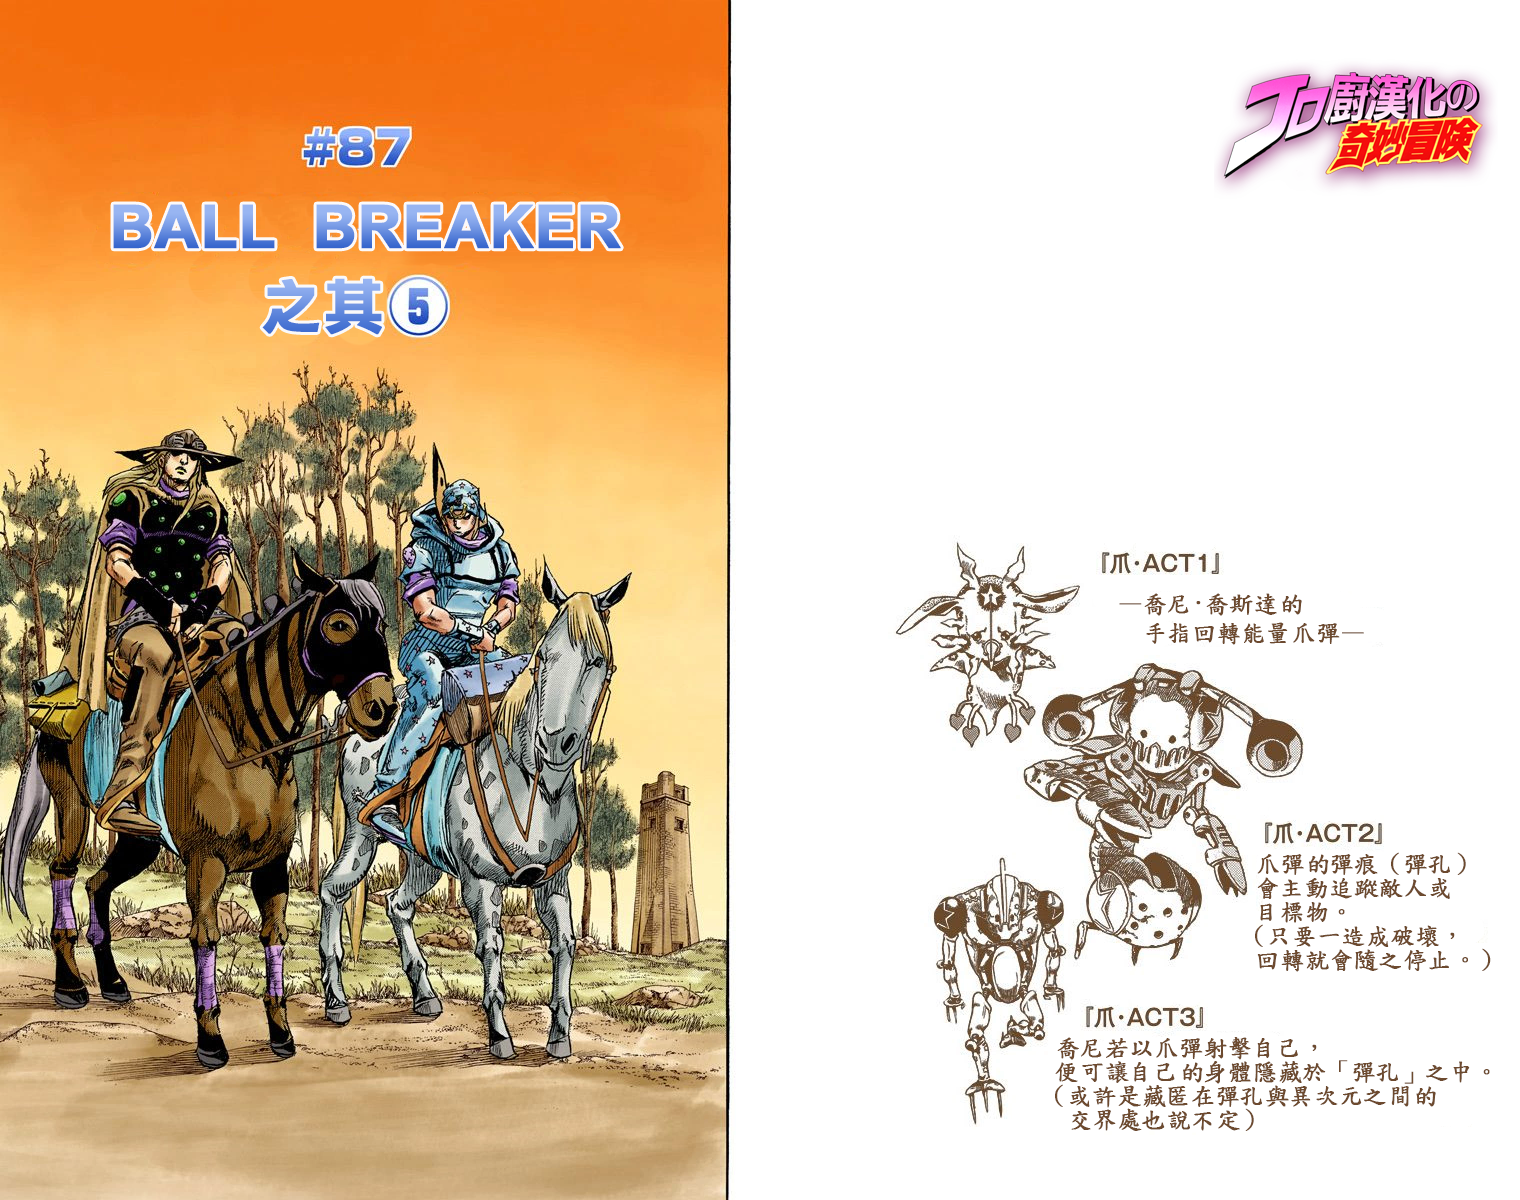 #87
BALL BREAKER
之其⑤
JO廚漢化の
奇妙冒険
『爪·ACT1』
—喬尼·喬斯達的
手指回轉能量爪彈—
『爪·ACT2』
爪彈的彈痕（彈孔）
會主動追蹤敵人或
目標物。
（只要一造成破壞，
回轉就會隨之停止。）
『爪·ACT3』
喬尼若以爪彈射擊自己，
便可讓自己的身體隱藏於「彈孔」之中。
（或許是藏匿在彈孔與異次元之間的
交界處也說不定）